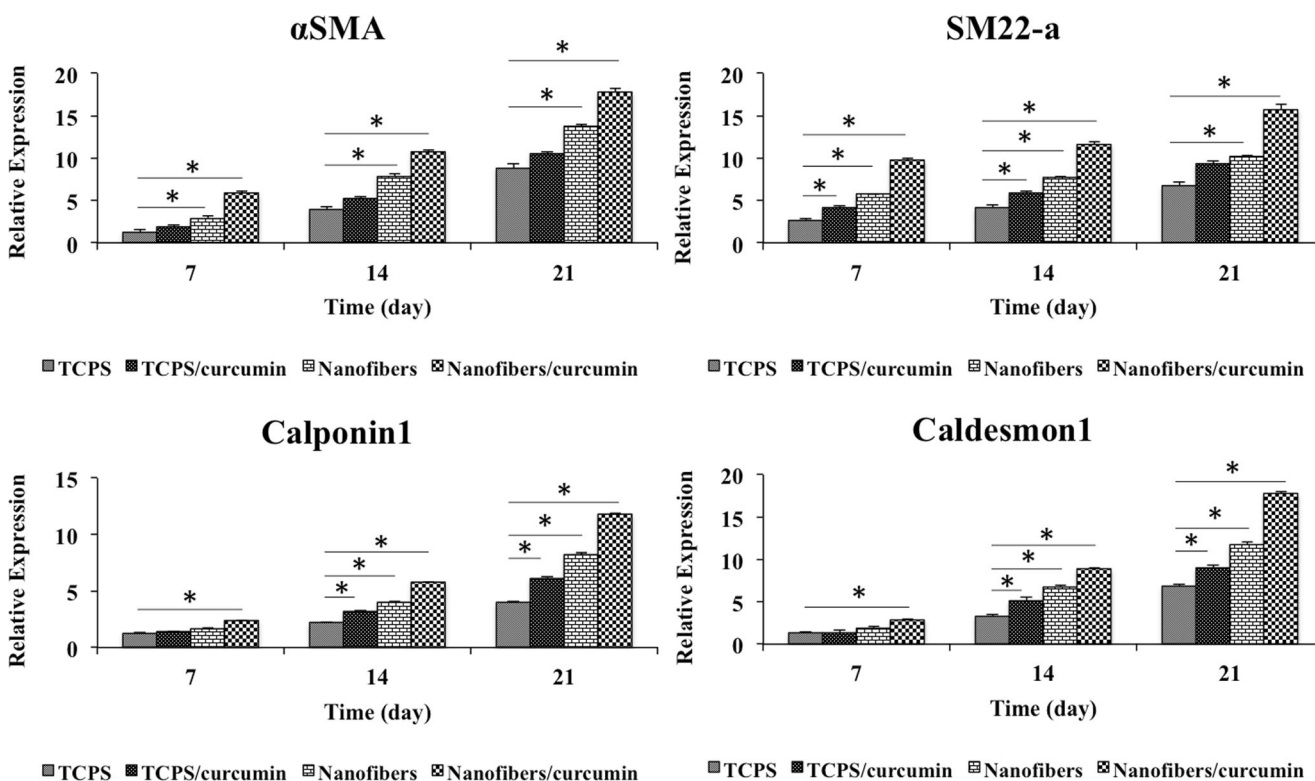 αSMA
Relative Expression
20
15
10
5
0
*
*
*
*
*
*
7 14 21
Time (day)
TCPS TCPS/curcumin Nanofibers Nanofibers/curcumin
SM22-a
Relative Expression
20
15
10
5
0
*
*
*
*
*
*
*
*
7 14 21
Time (day)
TCPS TCPS/curcumin Nanofibers Nanofibers/curcumin
Calponin1
Relative Expression
15
10
5
0
*
*
*
*
*
*
*
7 14 21
Time (day)
TCPS TCPS/curcumin Nanofibers Nanofibers/curcumin
Caldesmon1
Relative Expression
20
15
10
5
0
*
*
*
*
*
*
*
7 14 21
Time (day)
TCPS TCPS/curcumin Nanofibers Nanofibers/curcumin